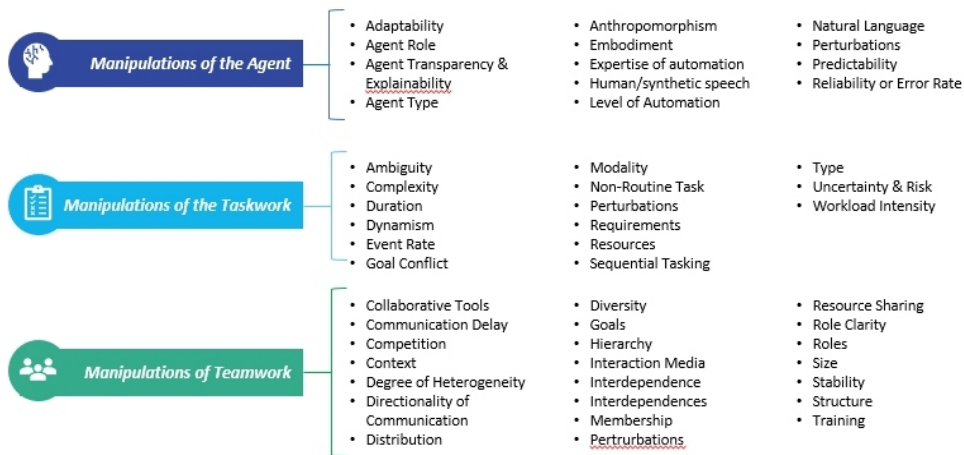 Manipulations of the Agent
• Adaptability
• Agent Role
• Agent Transparency &
Explainability
• Agent Type
• Anthropomorphism
• Embodiment
• Expertise of automation
• Human/synthetic speech
• Level of Automation
• Natural Language
• Perturbations
• Predictability
• Reliability or Error Rate
Manipulations of the Taskwork
• Ambiguity
• Complexity
• Duration
• Dynamism
• Event Rate
• Goal Conflict
• Modality
• Non-Routine Task
• Perturbations
• Requirements
• Resources
• Sequential Tasking
• Type
• Uncertainty & Risk
• Workload Intensity
Manipulations of Teamwork
• Collaborative Tools
• Communication Delay
• Competition
• Context
• Degree of Heterogeneity
• Directionality of
Communication
• Distribution
• Diversity
• Goals
• Hierarchy
• Interaction Media
• Interdependence
• Interdependences
• Membership
• Pertrurbations
• Resource Sharing
• Role Clarity
• Roles
• Size
• Stability
• Structure
• Training